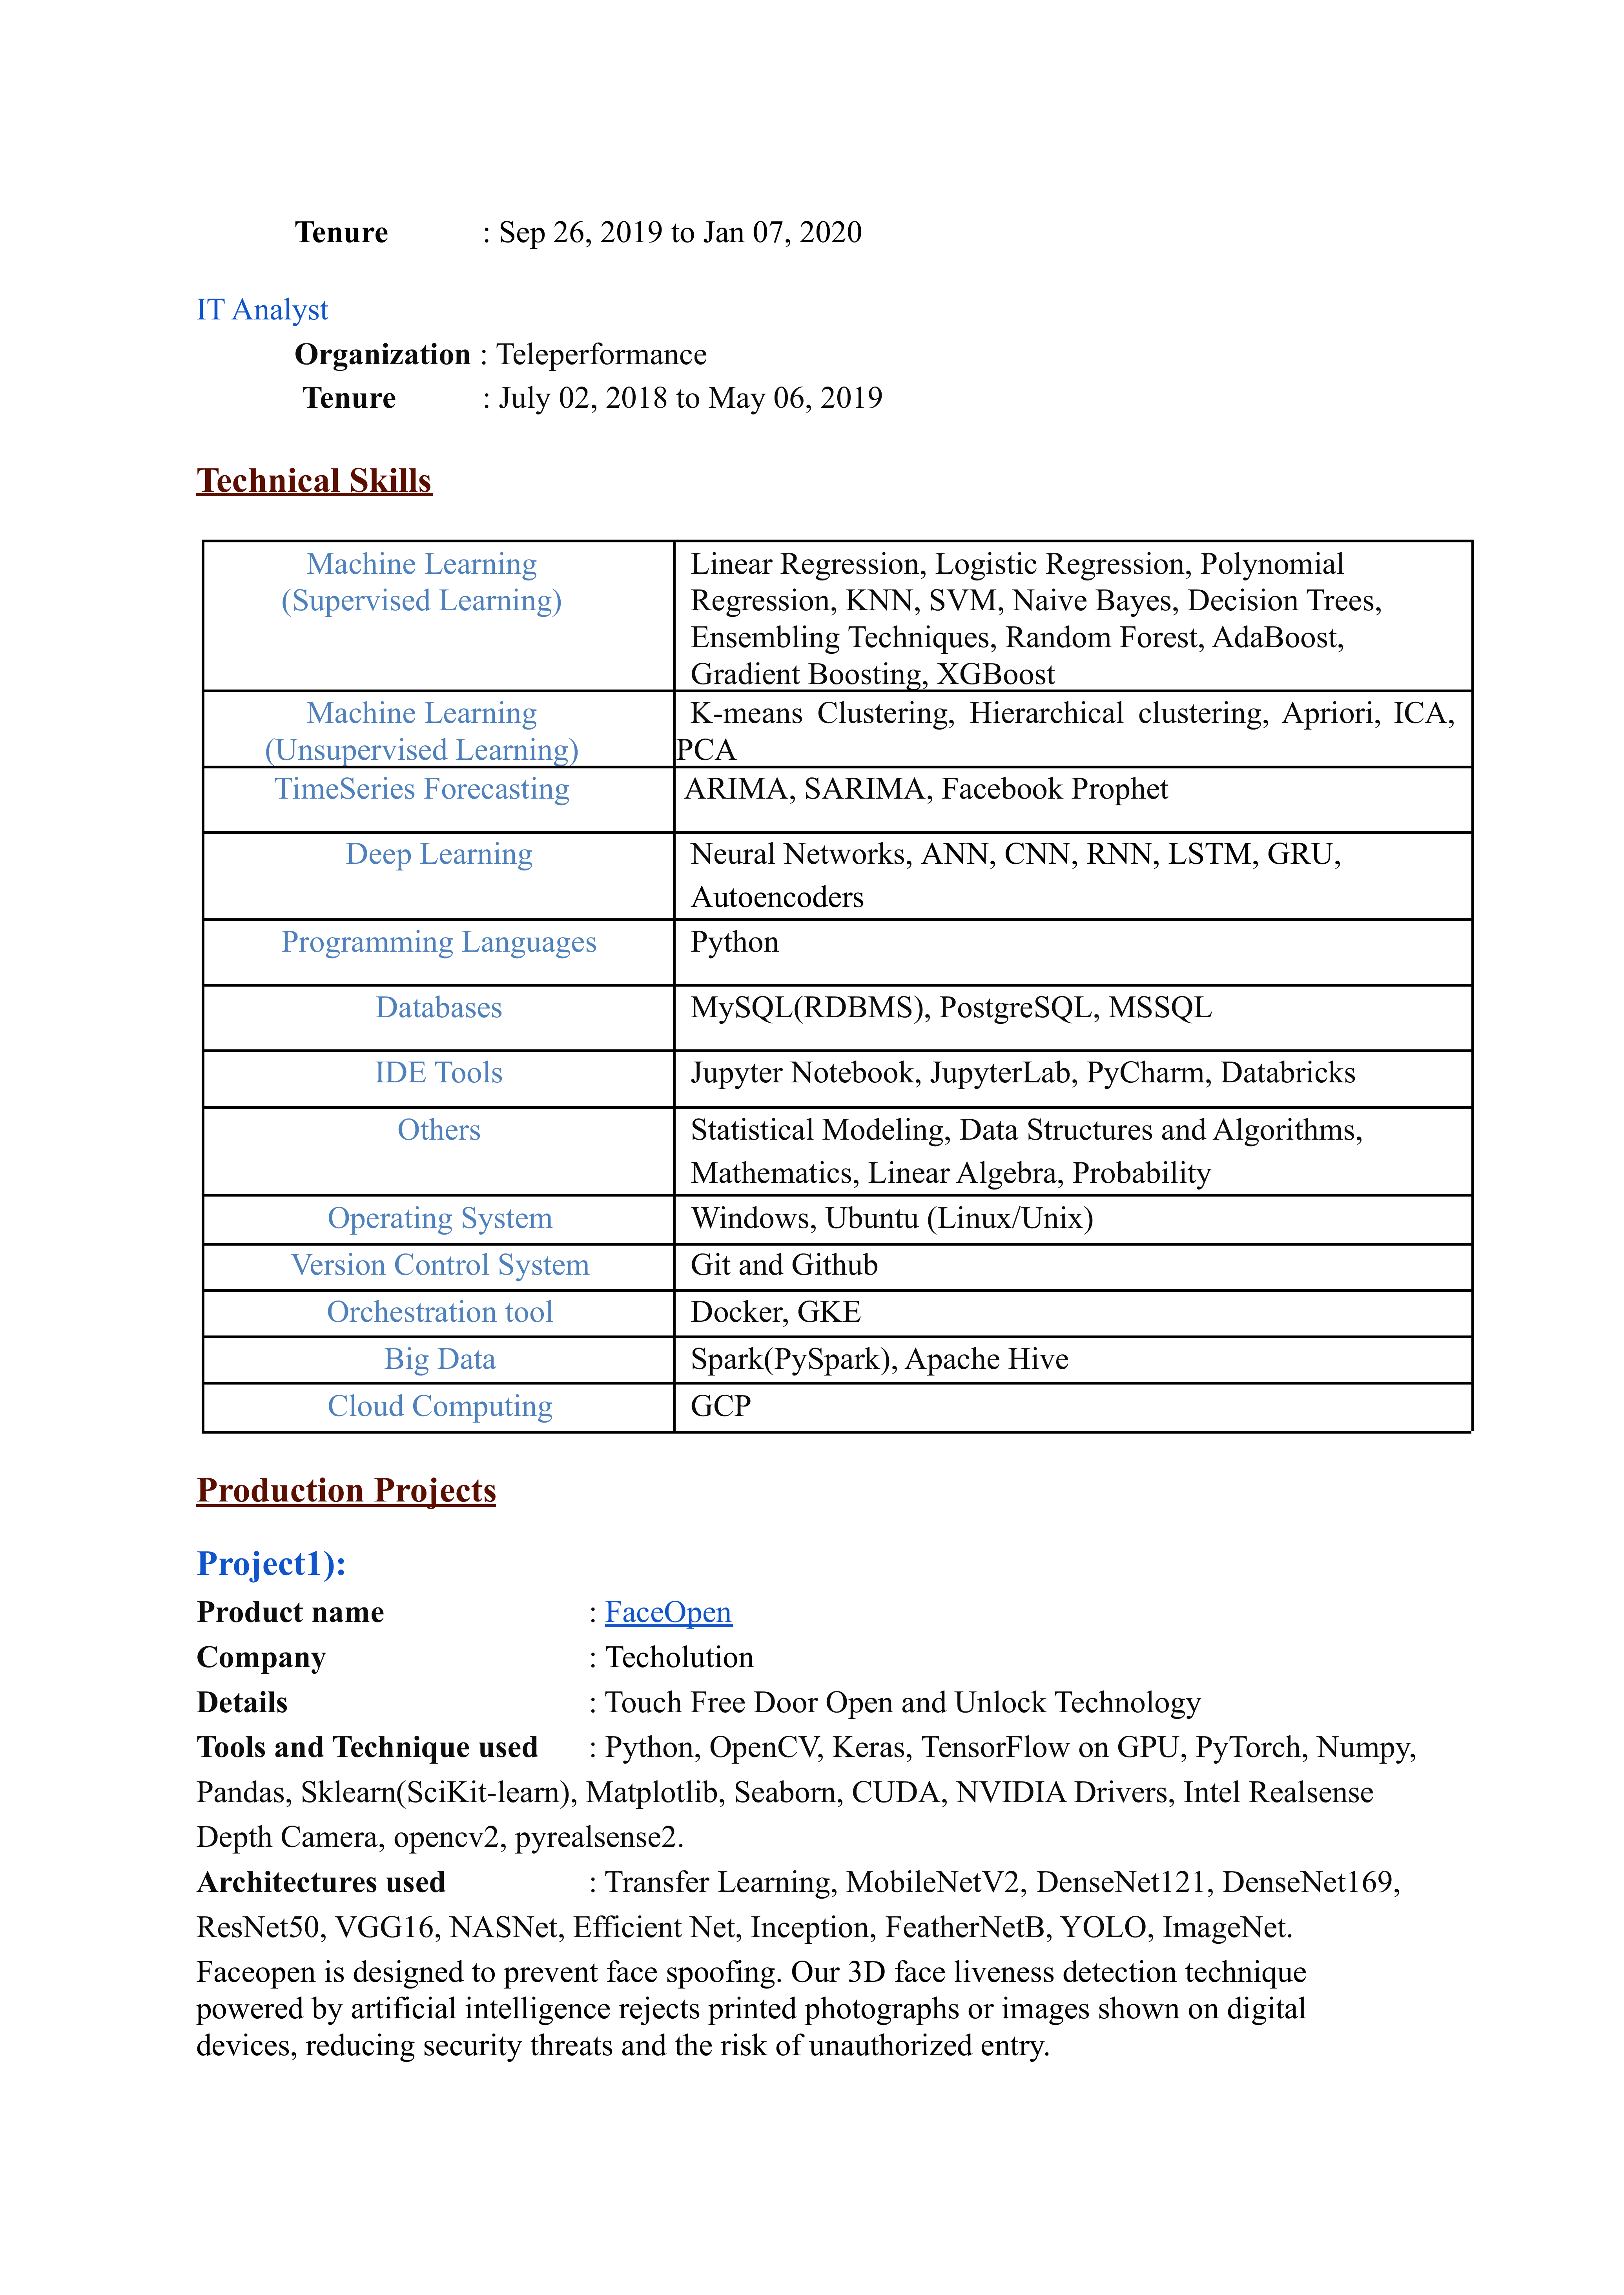 Tenure : Sep 26, 2019 to Jan 07, 2020
IT Analyst
Organization : Teleperformance
Tenure : July 02, 2018 to May 06, 2019
Technical Skills
Machine Learning
(Supervised Learning)
Linear Regression, Logistic Regression, Polynomial
Regression, KNN, SVM, Naive Bayes, Decision Trees,
Ensembling Techniques, Random Forest, AdaBoost,
Gradient Boosting, XGBoost
Machine Learning
(Unsupervised Learning)
K-means Clustering, Hierarchical clustering, Apriori, ICA,
PCA
TimeSeries Forecasting
ARIMA, SARIMA, Facebook Prophet
Deep Learning
Neural Networks, ANN, CNN, RNN, LSTM, GRU,
Autoencoders
Programming Languages
Python
Databases
MySQL(RDBMS), PostgreSQL, MSSQL
IDE Tools
Jupyter Notebook, JupyterLab, PyCharm, Databricks
Others
Statistical Modeling, Data Structures and Algorithms,
Mathematics, Linear Algebra, Probability
Operating System
Windows, Ubuntu (Linux/Unix)
Version Control System
Git and Github
Orchestration tool
Docker, GKE
Big Data
Spark(PySpark), Apache Hive
Cloud Computing
GCP
Production Projects
Project1):
Product name : FaceOpen
Company : Techolution
Details : Touch Free Door Open and Unlock Technology
Tools and Technique used : Python, OpenCV, Keras, TensorFlow on GPU, PyTorch, Numpy,
Pandas, Sklearn(SciKit-learn), Matplotlib, Seaborn, CUDA, NVIDIA Drivers, Intel Realsense
Depth Camera, opencv2, pyrealsense2.
Architectures used : Transfer Learning, MobileNetV2, DenseNet121, DenseNet169,
ResNet50, VGG16, NASNet, Efficient Net, Inception, FeatherNetB, YOLO, ImageNet.
Faceopen is designed to prevent face spoofing. Our 3D face liveness detection technique
powered by artificial intelligence rejects printed photographs or images shown on digital
devices, reducing security threats and the risk of unauthorized entry.